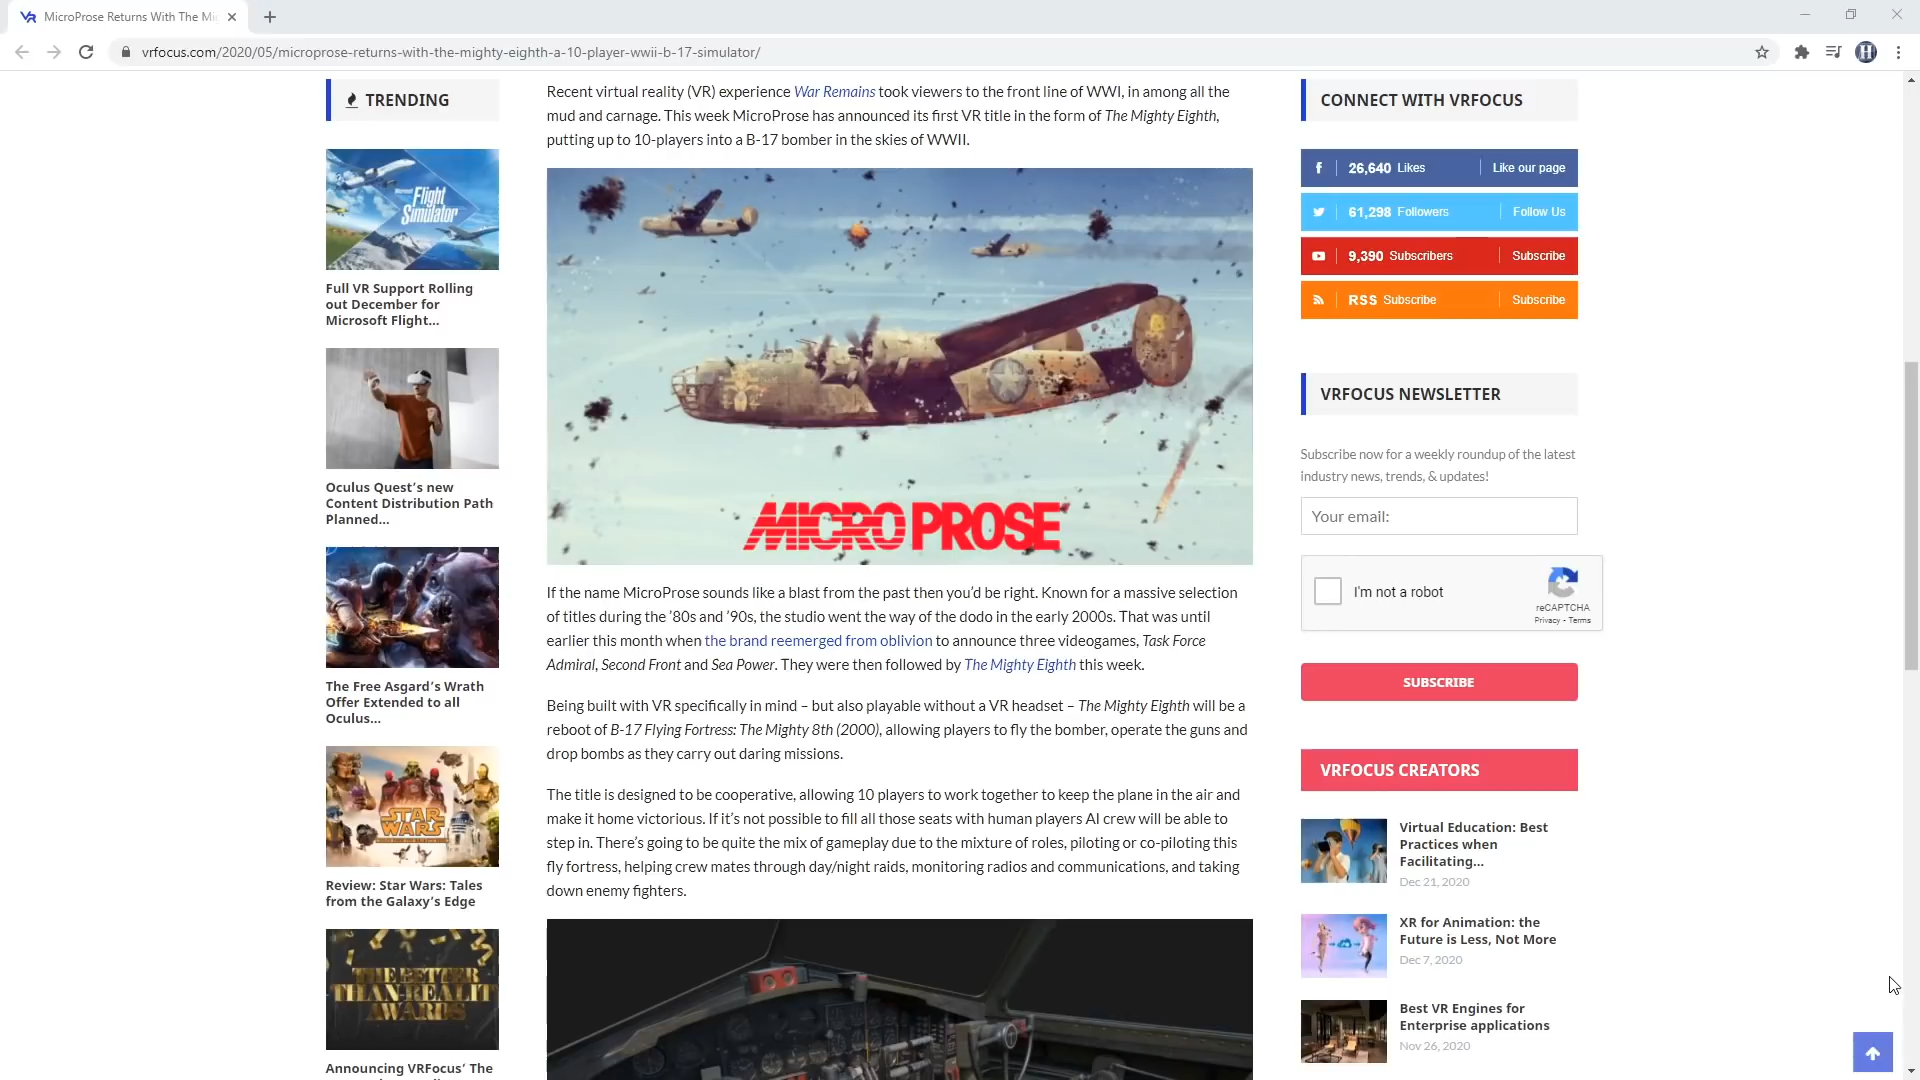 MicroProse Returns With The Mi
vrfocus.com/2020/05/microprose-returns-with-the-mighty-eighth-a-10-player-wwii-b-17-simulator/
TRENDING
Microsoft
Flight
Simulator
Full VR Support Rolling
out December for
Microsoft Flight...
Oculus Quest’s new
Content Distribution Path
Planned...
The Free Asgard’s Wrath
Offer Extended to all
Oculus...
STAR
WARS
Review: Star Wars: Tales
from the Galaxy’s Edge
THE BETTER
THAN REALIT
AWARDS
Announcing VRFocus’ The
Recent virtual reality (VR) experience War Remains took viewers to the front line of WWI, in among all the
mud and carnage. This week MicroProse has announced its first VR title in the form of The Mighty Eighth,
putting up to 10-players into a B-17 bomber in the skies of WWII.
MICRO PROSE
If the name MicroProse sounds like a blast from the past then you’d be right. Known for a massive selection
of titles during the ’80s and ’90s, the studio went the way of the dodo in the early 2000s. That was until
earlier this month when the brand reemerged from oblivion to announce three videogames, Task Force
Admiral, Second Front and Sea Power. They were then followed by The Mighty Eighth this week.
Being built with VR specifically in mind – but also playable without a VR headset – The Mighty Eighth will be a
reboot of B-17 Flying Fortress: The Mighty 8th (2000), allowing players to fly the bomber, operate the guns and
drop bombs as they carry out daring missions.
The title is designed to be cooperative, allowing 10 players to work together to keep the plane in the air and
make it home victorious. If it’s not possible to fill all those seats with human players AI crew will be able to
step in. There’s going to be quite the mix of gameplay due to the mixture of roles, piloting or co-piloting this
fly fortress, helping crew mates through day/night raids, monitoring radios and communications, and taking
down enemy fighters.
CONNECT WITH VRFOCUS
26,640 Likes Like our page
61,298 Followers Follow Us
9,390 Subscribers Subscribe
RSS Subscribe Subscribe
VRFOCUS NEWSLETTER
Subscribe now for a weekly roundup of the latest
industry news, trends, & updates!
Your email:
I'm not a robot
reCAPTCHA
Privacy - Terms
SUBSCRIBE
VRFOCUS CREATORS
Virtual Education: Best
Practices when
Facilitating...
Dec 21, 2020
XR for Animation: the
Future is Less, Not More
Dec 7, 2020
Best VR Engines for
Enterprise applications
Nov 26, 2020